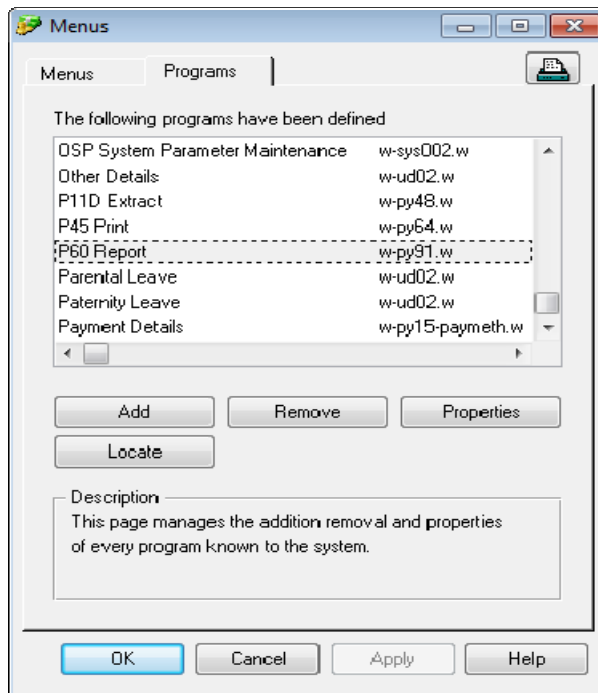 Menus
Menus Programs
The following programs have been defined
OSP System Parameter Maintenance w-sys002.w
Other Details w-ud02.w
P11D Extract w-py48.w
P45 Print w-py64.w
P60 Report w-py91.w
Parental Leave w-ud02.w
Paternity Leave w-ud02.w
Payment Details w-py15-paymeth.w
Add Remove Properties
Locate
Description
This page manages the addition removal and properties
of every program known to the system.
OK Cancel Apply Help